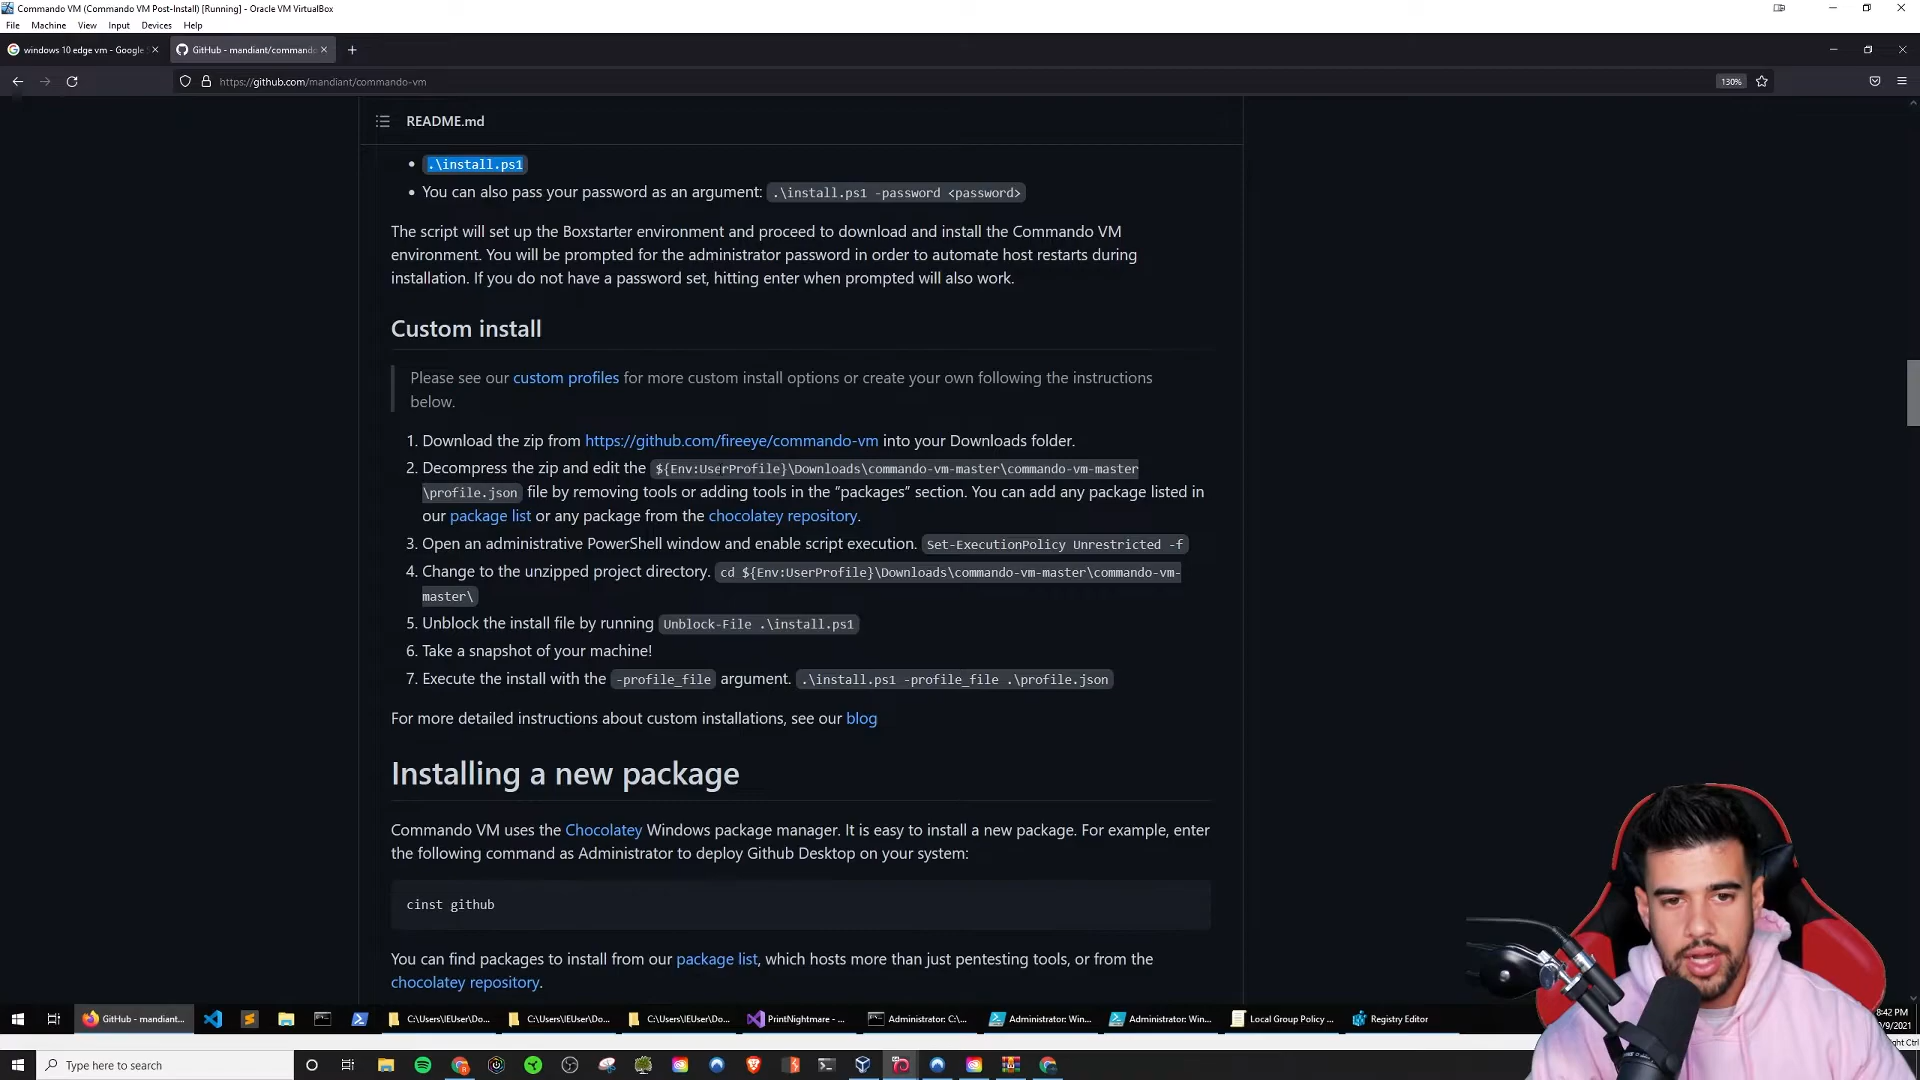 Commando VM (Commando VM Post-Install) [Running] - Oracle VM VirtualBox
File Machine View Input Devices Help
windows 10 edge vm - Google
GitHub - mandiant/commando
https://github.com/mandiant/commando-vm
130%
README.md
.\install.ps1
You can also pass your password as an argument: .\install.ps1 -password <password>
The script will set up the Boxstarter environment and proceed to download and install the Commando VM
environment. You will be prompted for the administrator password in order to automate host restarts during
installation. If you do not have a password set, hitting enter when prompted will also work.
Custom install
Please see our custom profiles for more custom install options or create your own following the instructions
below.
1. Download the zip from https://github.com/fireeye/commando-vm into your Downloads folder.
2. Decompress the zip and edit the ${Env:UserProfile}\Downloads\commando-vm-master\commando-vm-master
\profile.json file by removing tools or adding tools in the “packages” section. You can add any package listed in
our package list or any package from the chocolatey repository.
3. Open an administrative PowerShell window and enable script execution. Set-ExecutionPolicy Unrestricted -f
4. Change to the unzipped project directory. cd ${Env:UserProfile}\Downloads\commando-vm-master\commando-vm-
master\
5. Unblock the install file by running Unblock-File .\install.ps1
6. Take a snapshot of your machine!
7. Execute the install with the -profile_file argument. .\install.ps1 -profile_file .\profile.json
For more detailed instructions about custom installations, see our blog
Installing a new package
Commando VM uses the Chocolatey Windows package manager. It is easy to install a new package. For example, enter
the following command as Administrator to deploy Github Desktop on your system:
cinst github
You can find packages to install from our package list, which hosts more than just pentesting tools, or from the
chocolatey repository.
GitHub - mandiant... C:\Users\IEUser\Do... C:\Users\IEUser\Do... C:\Users\IEUser\Do... PrintNightmare - ... Administrator: C:\... Administrator: Win... Administrator: Win... Local Group Policy ... Registry Editor
8:42 PM
/9/2021
ght Ctrl
Type here to search